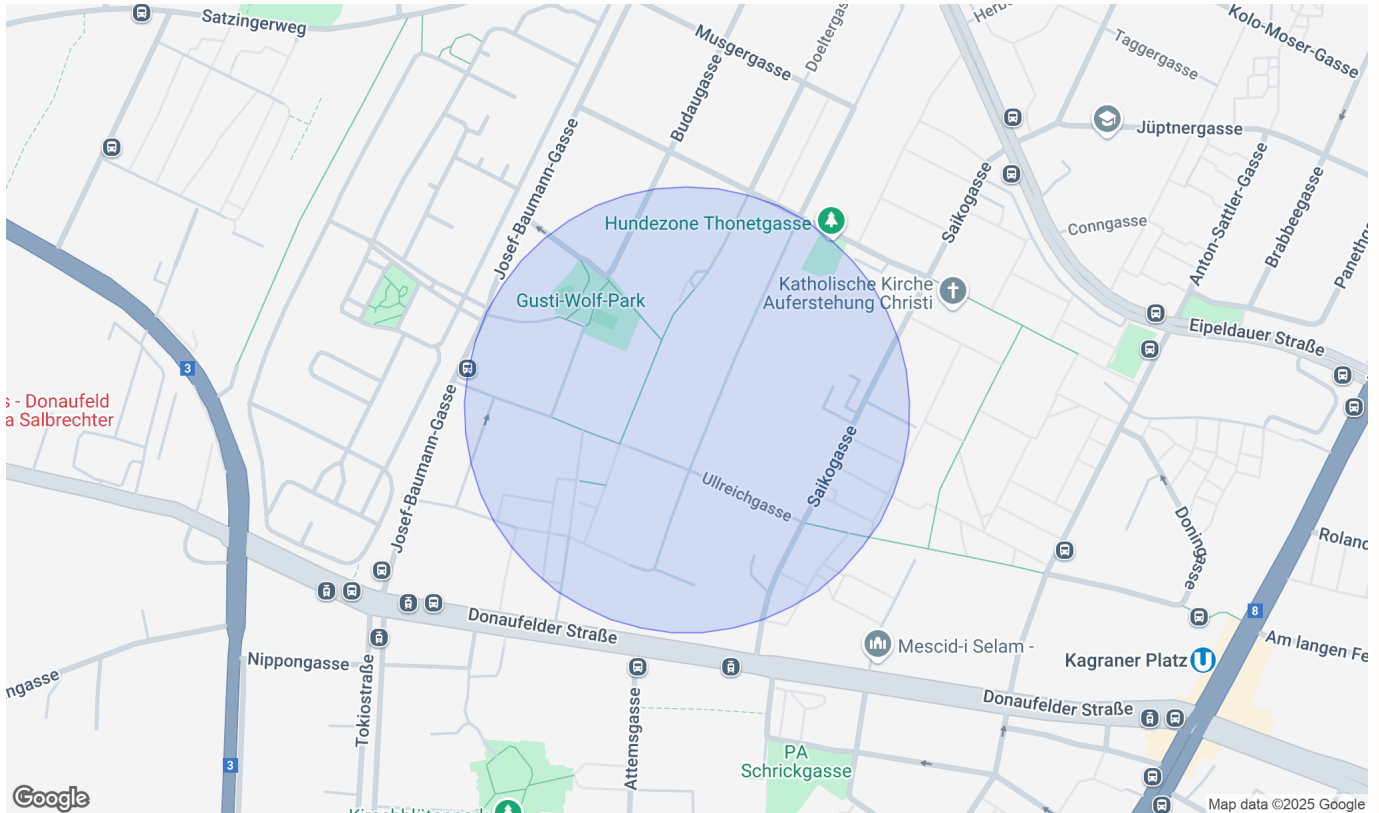 Satzingerweg
Musgergasse
Doeltergas
Herbs
Taggergasse
Kolo-Moser-Gasse
Budaugasse
Jüptnergasse
Josef-Baumann-Gasse
Saikogasse
Anton-Sattler-Gasse
Brabbeegasse
Panethga
Conngasse
Hundezone Thonetgasse
Katholische Kirche
Auferstehung Christi
Gusti-Wolf-Park
Eipeldauer Straße
3
s - Donaufeld
a Salbrechter
Josef-Baumann-Gasse
Saikogasse
Ullreichgasse
Doningasse
Roland
8
Donaufelder Straße
Am langen Fe
Mescid-i Selam -
Kagraner Platz
Nippongasse
ngasse
Tokiostraße
Attemsgasse
Donaufelder Straße
3
PA
Schrickgasse
Google
Map data ©2025 Google